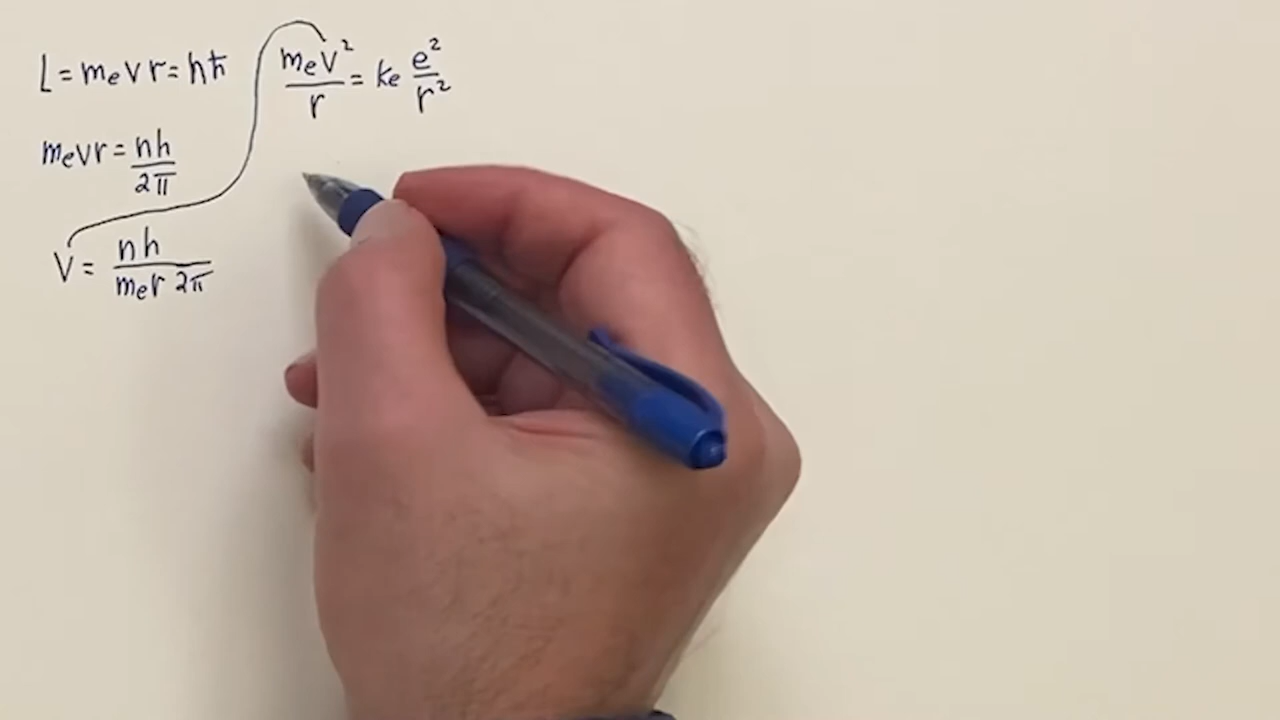 L = mₑvr = nħ
mₑvr = nh/2π
v = nh/mₑr 2π
mₑv²/r = kₑ e²/r²